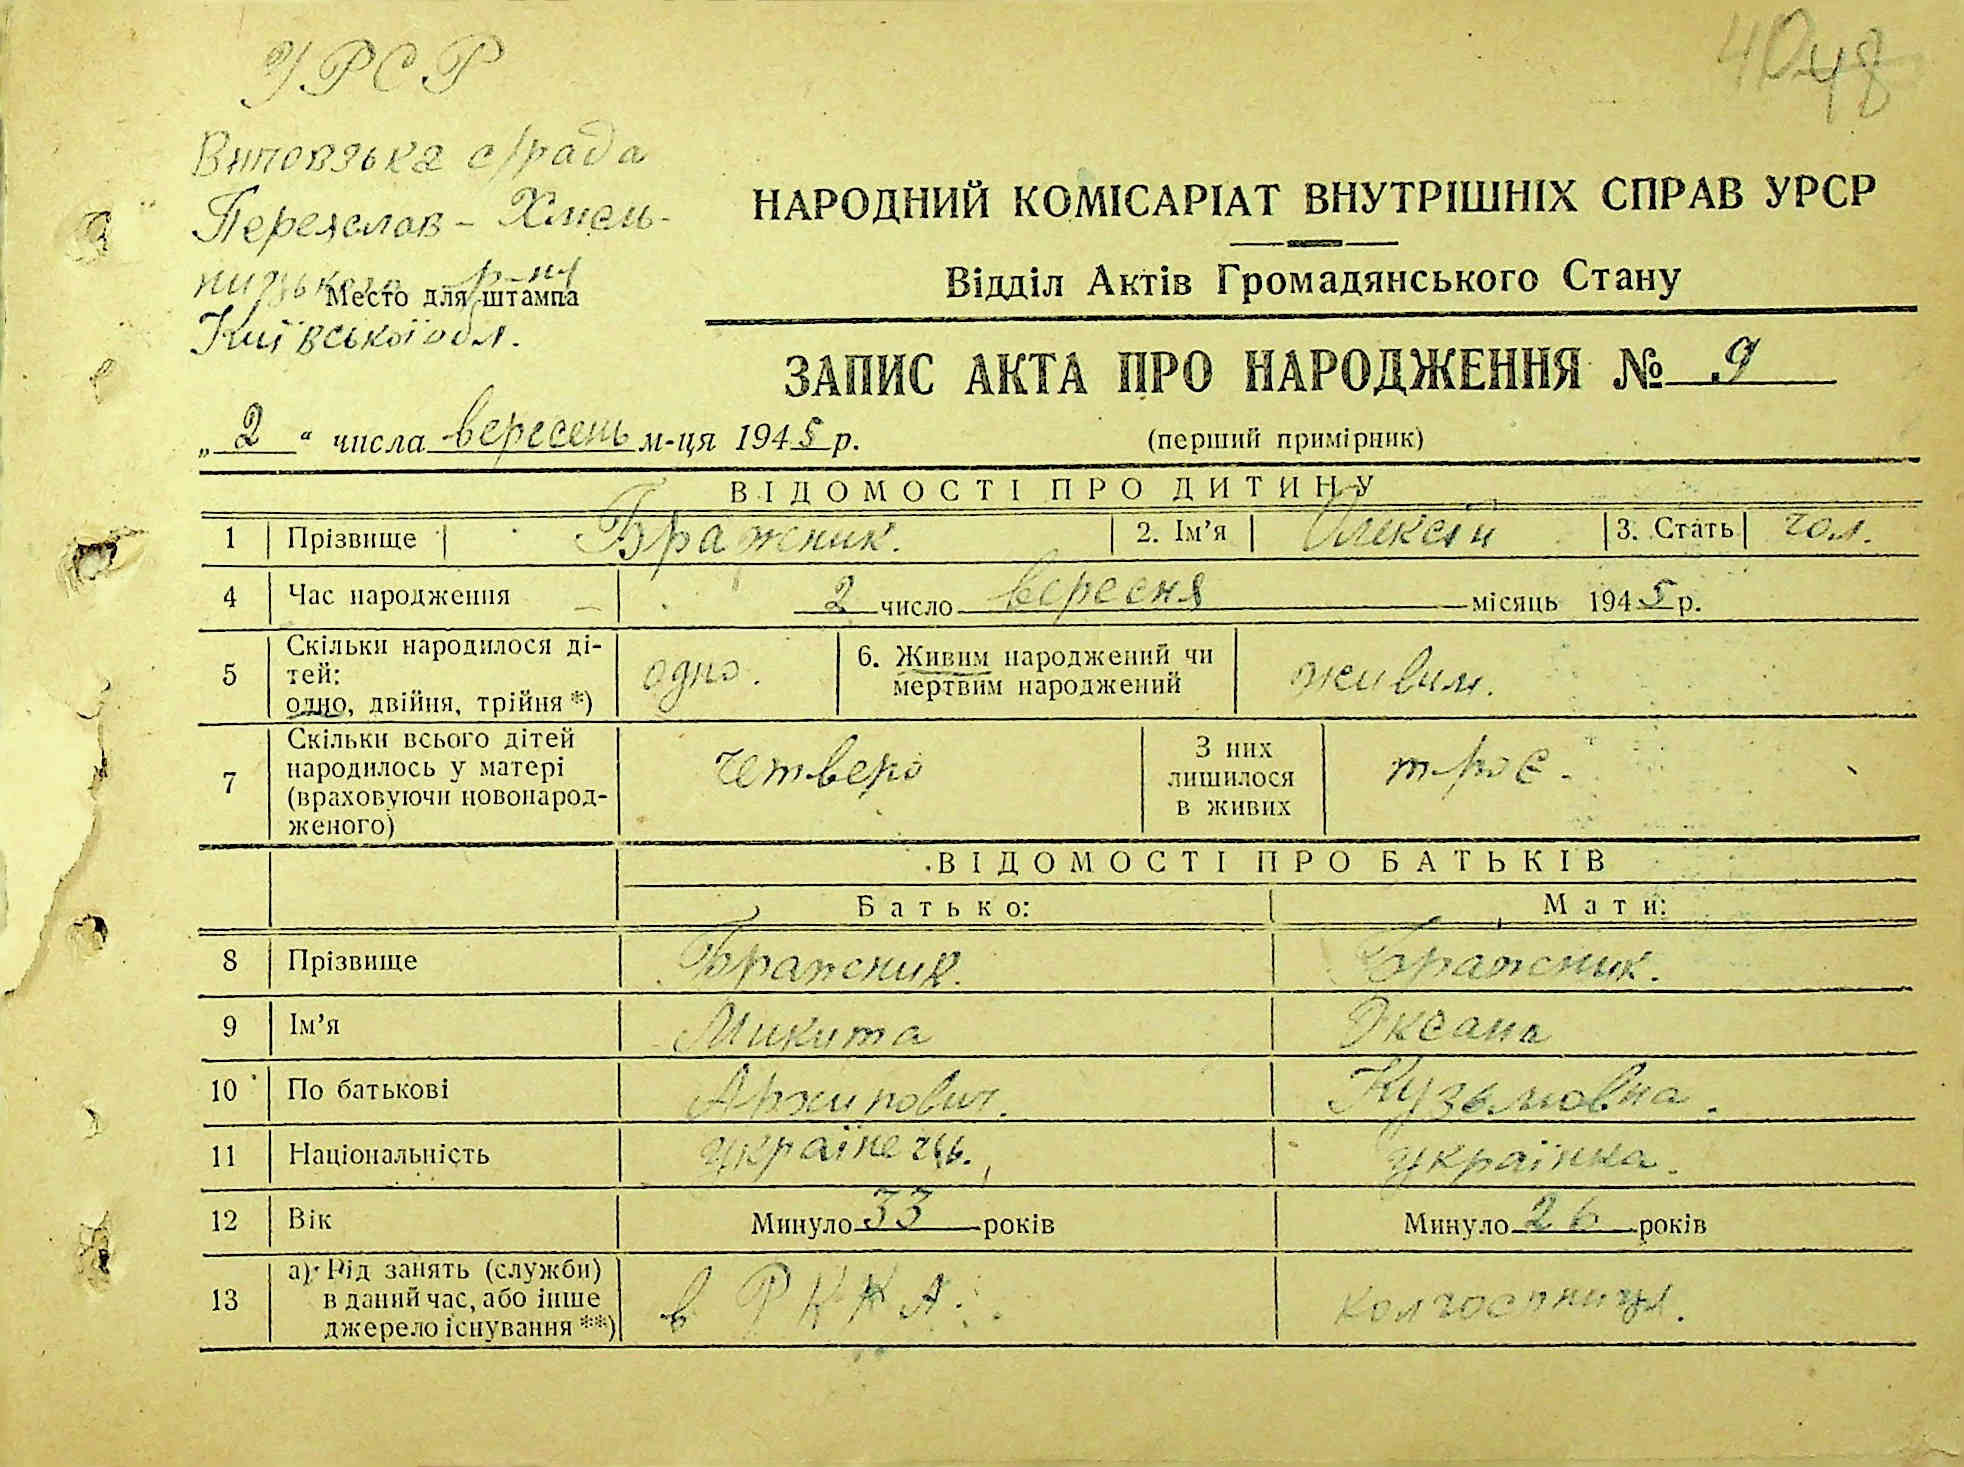 УРСР
40 48
Виповзька с/рада
Переяслав-Хмель-
ницького р-ну
Место для штампа
Київської обл.
НАРОДНИЙ КОМІСАРІАТ ВНУТРІШНІХ СПРАВ УРСР
Відділ Актів Громадянського Стану
ЗАПИС АКТА ПРО НАРОДЖЕННЯ № 9
„2“ числа вересень м-ця 1945 р.
(перший примірник)
ВІДОМОСТІ ПРО ДИТИНУ
1 Прізвище Бражник. 2. Ім’я Олексій 3. Стать чол.
4 Час народження 2 число вересня місяць 1945 р.
5 Скільки народилося ді-
тей:
одно, двійня, трійня *) одно.
6. Живим народжений чи
мертвим народжений живим.
7 Скільки всього дітей
народилось у матері
(враховуючи новонарод-
женого) четверо
З них
лишилося
в живих троє.
ВІДОМОСТІ ПРО БАТЬКІВ
Батько: Мати:
8 Прізвище Бражник. Бражник.
9 Ім’я Микита Оксана
10 По батькові Архипович. Кузьмовна.
11 Національність українець. українка.
12 Вік Минуло 33 років Минуло 26 років
13 а) Рід занять (служби)
в даний час, або інше
джерело існування **) в РККА. колгоспниця.